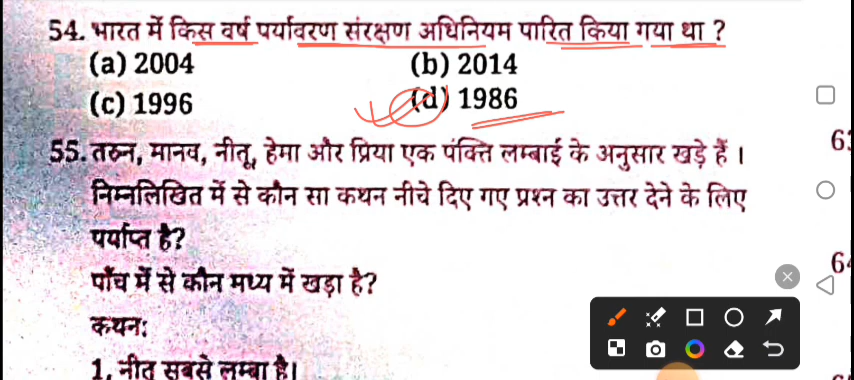 54. भारत में किस वर्ष पर्यावरण संरक्षण अधिनियम पारित किया गया था ?
(a) 2004 (b) 2014
(c) 1996 (d) 1986
55. तरुन, मानव, नीतू, हेमा और प्रिया एक पंक्ति लम्बाई के अनुसार खड़े हैं ।
निम्नलिखित में से कौन सा कथन नीचे दिए गए प्रश्न का उत्तर देने के लिए
पर्याप्त है?
पाँच में से कौन मध्य में खड़ा है?
कथन:
1. नीतू सबसे लम्बा है।